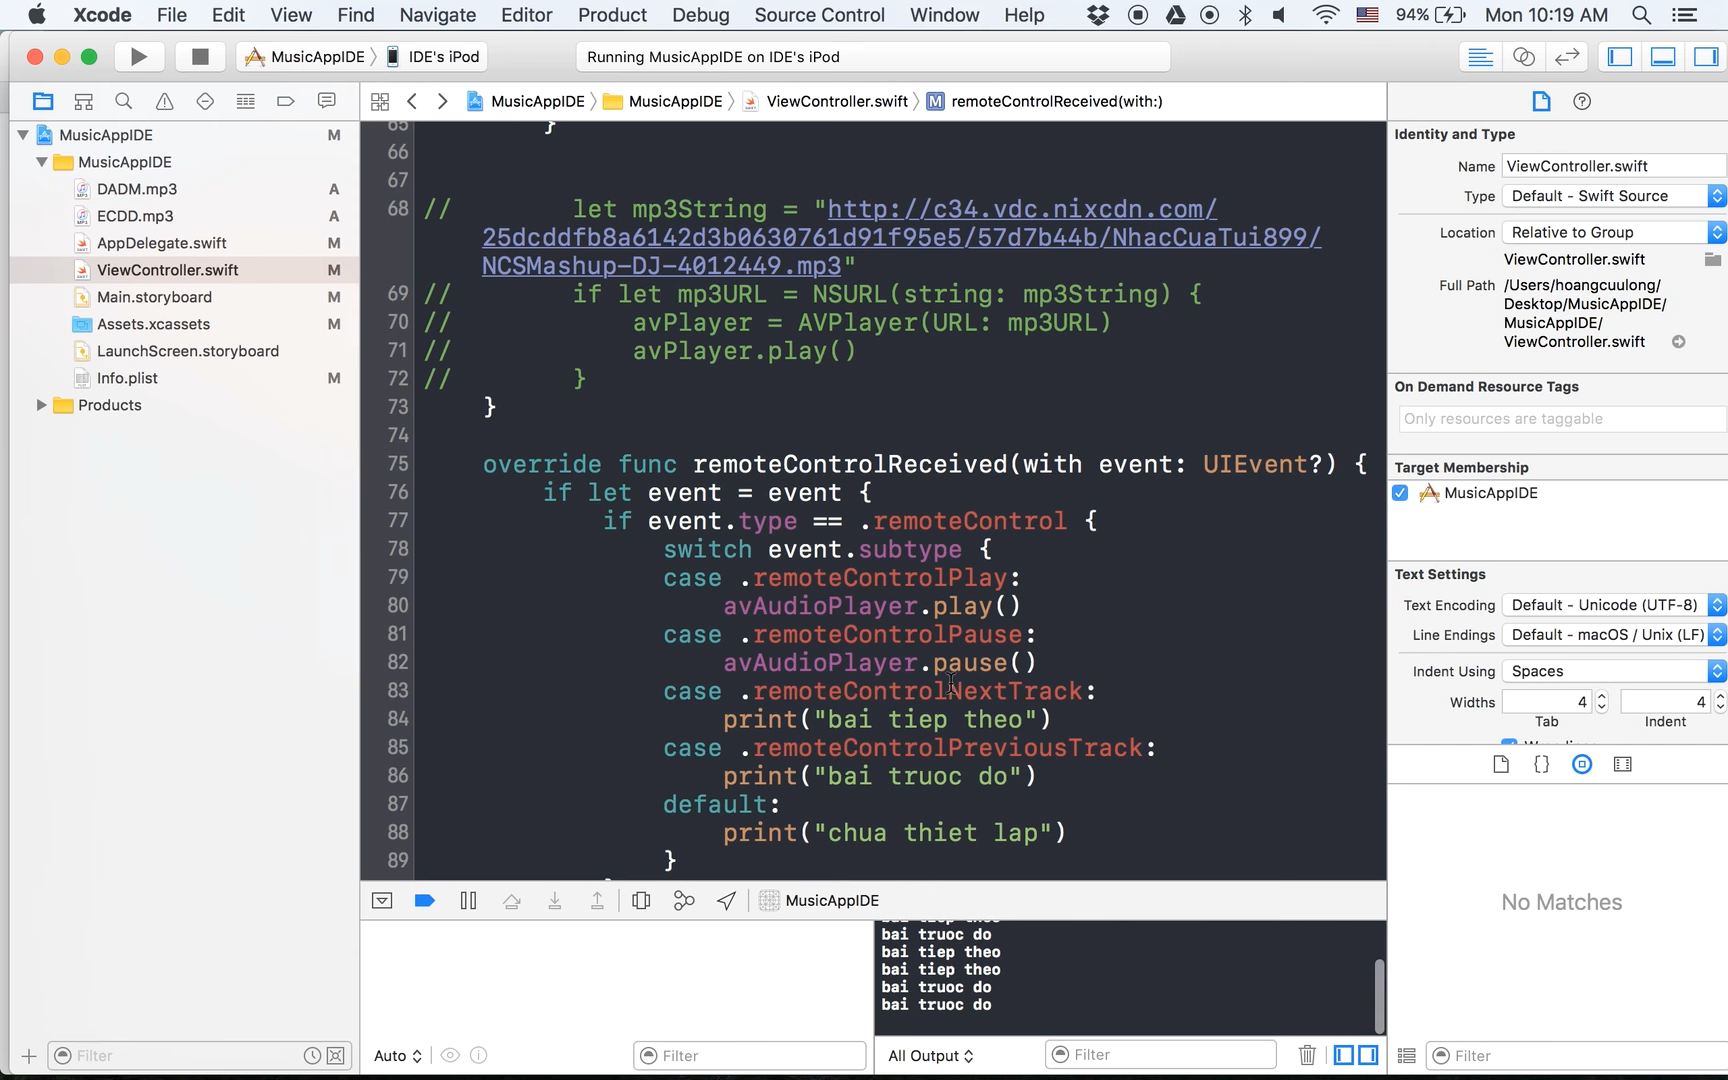 Xcode File Edit View Find Navigate Editor Product Debug Source Control Window Help 94% Mon 10:19 AM
MusicAppIDE IDE's iPod Running MusicAppIDE on IDE's iPod
MusicAppIDE MusicAppIDE ViewController.swift M remoteControlReceived(with:)
MusicAppIDE M
MusicAppIDE
DADM.mp3 A
ECDD.mp3 A
AppDelegate.swift M
ViewController.swift M
Main.storyboard M
Assets.xcassets M
LaunchScreen.storyboard
Info.plist M
Products
Filter
65 }
66
67
68 // let mp3String = "http://c34.vdc.nixcdn.com/
25dcddfb8a6142d3b0630761d91f95e5/57d7b44b/NhacCuaTui899/
NCSMashup-DJ-4012449.mp3"
69 // if let mp3URL = NSURL(string: mp3String) {
70 // avPlayer = AVPlayer(URL: mp3URL)
71 // avPlayer.play()
72 // }
73 }
74
75 override func remoteControlReceived(with event: UIEvent?) {
76 if let event = event {
77 if event.type == .remoteControl {
78 switch event.subtype {
79 case .remoteControlPlay:
80 avAudioPlayer.play()
81 case .remoteControlPause:
82 avAudioPlayer.pause()
83 case .remoteControlNextTrack:
84 print("bai tiep theo")
85 case .remoteControlPreviousTrack:
86 print("bai truoc do")
87 default:
88 print("chua thiet lap")
89 }
MusicAppIDE
bai tiep theo
bai truoc do
bai tiep theo
bai tiep theo
bai truoc do
bai truoc do
Auto Filter
All Output Filter
Identity and Type
Name ViewController.swift
Type Default - Swift Source
Location Relative to Group
ViewController.swift
Full Path /Users/hoangcuulong/
Desktop/MusicAppIDE/
MusicAppIDE/
ViewController.swift
On Demand Resource Tags
Only resources are taggable
Target Membership
MusicAppIDE
Text Settings
Text Encoding Default - Unicode (UTF-8)
Line Endings Default - macOS / Unix (LF)
Indent Using Spaces
Widths 4 4
Tab Indent
No Matches
Filter